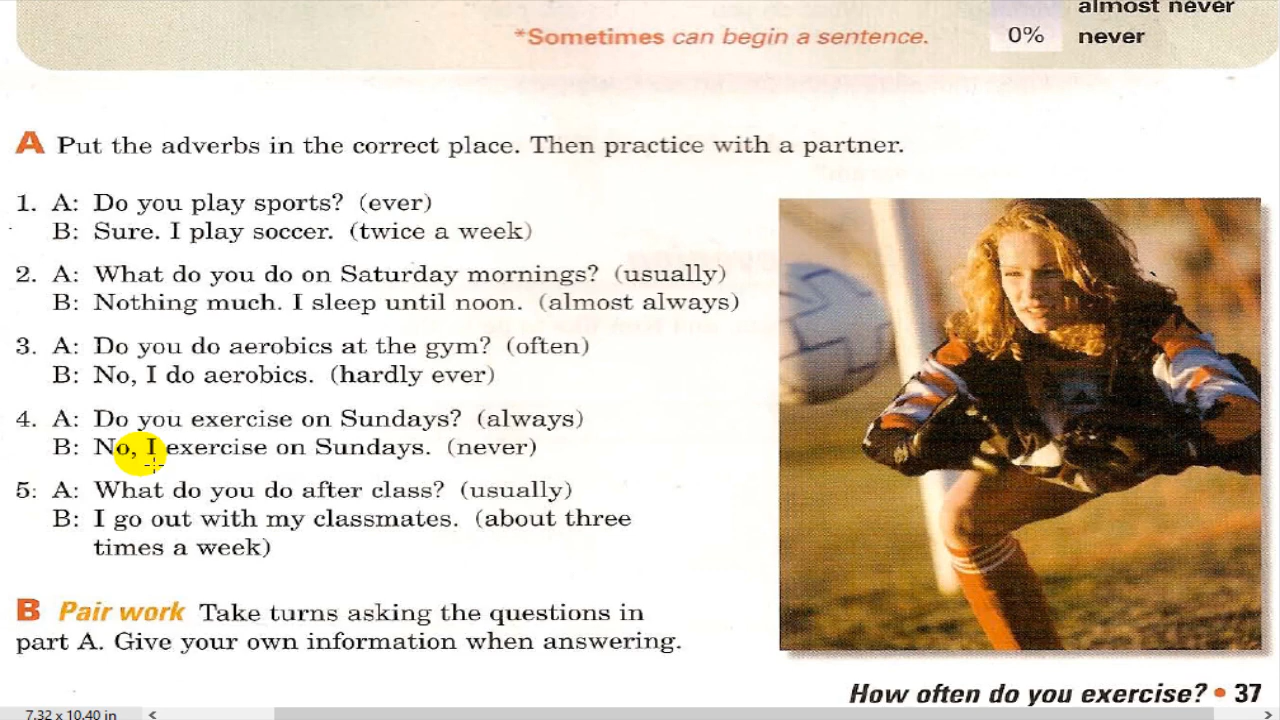 almost never
*Sometimes can begin a sentence.
0% never
A Put the adverbs in the correct place. Then practice with a partner.
1. A: Do you play sports? (ever)
B: Sure. I play soccer. (twice a week)
2. A: What do you do on Saturday mornings? (usually)
B: Nothing much. I sleep until noon. (almost always)
3. A: Do you do aerobics at the gym? (often)
B: No, I do aerobics. (hardly ever)
4. A: Do you exercise on Sundays? (always)
B: No, I exercise on Sundays. (never)
5: A: What do you do after class? (usually)
B: I go out with my classmates. (about three
times a week)
B Pair work Take turns asking the questions in
part A. Give your own information when answering.
How often do you exercise? • 37
7.32 x 10.40 in